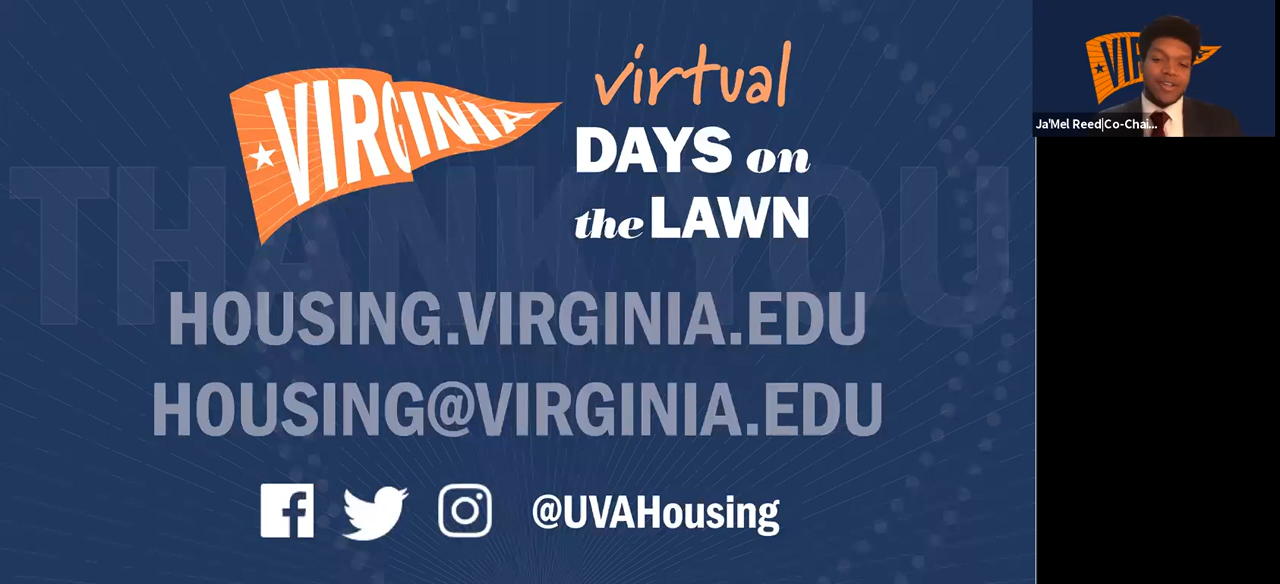 VIRGINIA
virtual
DAYS on
the LAWN
THANK YOU
HOUSING.VIRGINIA.EDU
HOUSING@VIRGINIA.EDU
@UVAHousing
VIR
Ja'Mel Reed|Co-Chai...